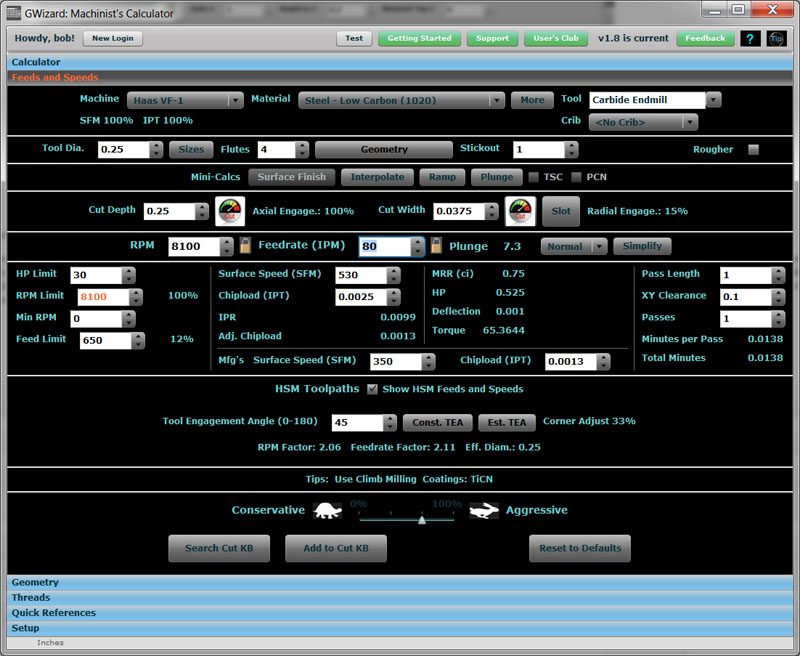 GWizard: Machinist's Calculator
Howdy, bob! New Login Test Getting Started Support User's Club v1.8 is current Feedback ? Tip
Calculator
Feeds and Speeds
Machine Haas VF-1 Material Steel - Low Carbon (1020) More Tool Carbide Endmill
SFM 100% IPT 100% Crib <No Crib>
Tool Dia. 0.25 Sizes Flutes 4 Geometry Stickout 1 Rougher
Mini-Calcs Surface Finish Interpolate Ramp Plunge TSC PCN
Cut Depth 0.25 Cut Axial Engage.: 100% Cut Width 0.0375 Cut Slot Radial Engage.: 15%
RPM 8100 Feedrate (IPM) 80 Plunge 7.3 Normal Simplify
HP Limit 30 Surface Speed (SFM) 530 MRR (ci) 0.75 Pass Length 1
RPM Limit 8100 100% Chipload (IPT) 0.0025 HP 0.525 XY Clearance 0.1
Min RPM 0 IPR 0.0099 Deflection 0.001 Passes 1
Feed Limit 650 12% Adj. Chipload 0.0013 Torque 65.3644 Minutes per Pass 0.0138
Mfg's Surface Speed (SFM) 350 Chipload (IPT) 0.0013 Total Minutes 0.0138
HSM Toolpaths Show HSM Feeds and Speeds
Tool Engagement Angle (0-180) 45 Const. TEA Est. TEA Corner Adjust 33%
RPM Factor: 2.06 Feedrate Factor: 2.11 Eff. Diam.: 0.25
Tips: Use Climb Milling Coatings: TiCN
Conservative 0% 100% Aggressive
Search Cut KB Add to Cut KB Reset to Defaults
Geometry
Threads
Quick References
Setup
Inches